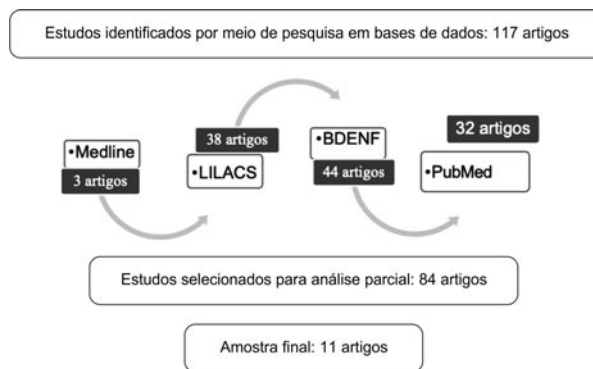 Estudos identificados por meio de pesquisa em bases de dados: 117 artigos
•Medline
3 artigos
38 artigos
•LILACS
•BDENF
44 artigos
32 artigos
•PubMed
Estudos selecionados para análise parcial: 84 artigos
Amostra final: 11 artigos